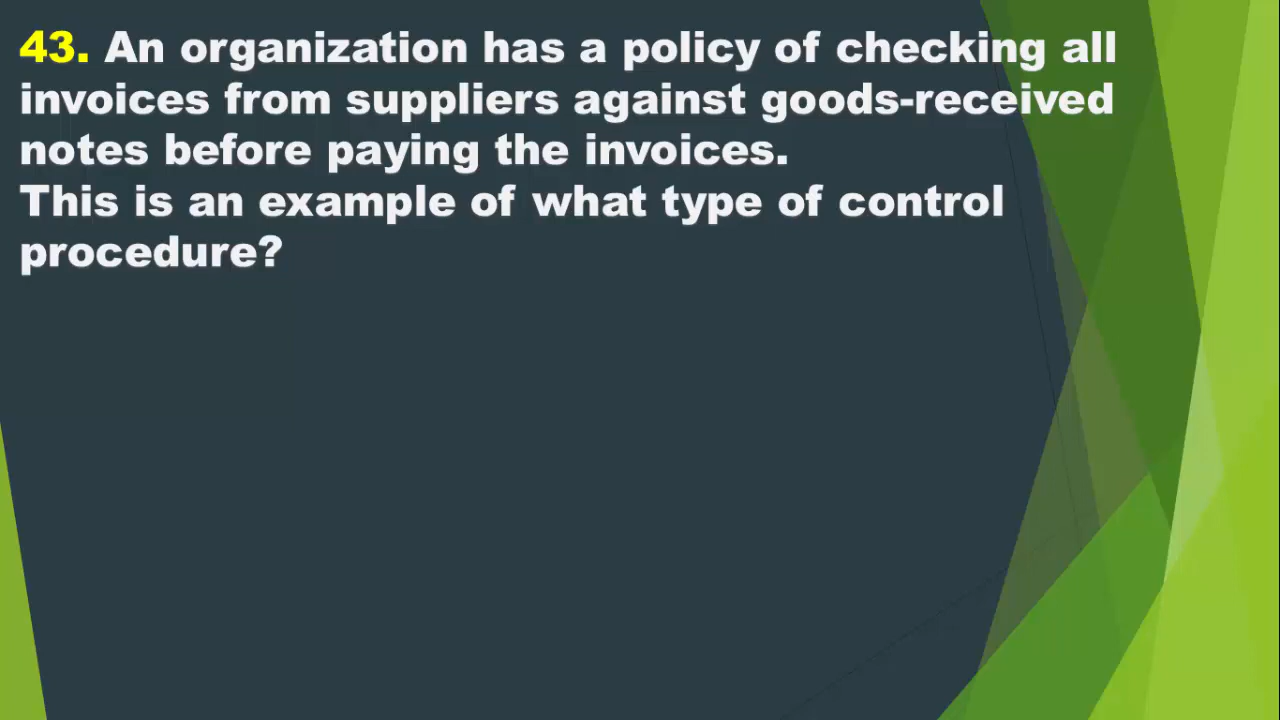 43. An organization has a policy of checking all
invoices from suppliers against goods-received
notes before paying the invoices.
This is an example of what type of control
procedure?